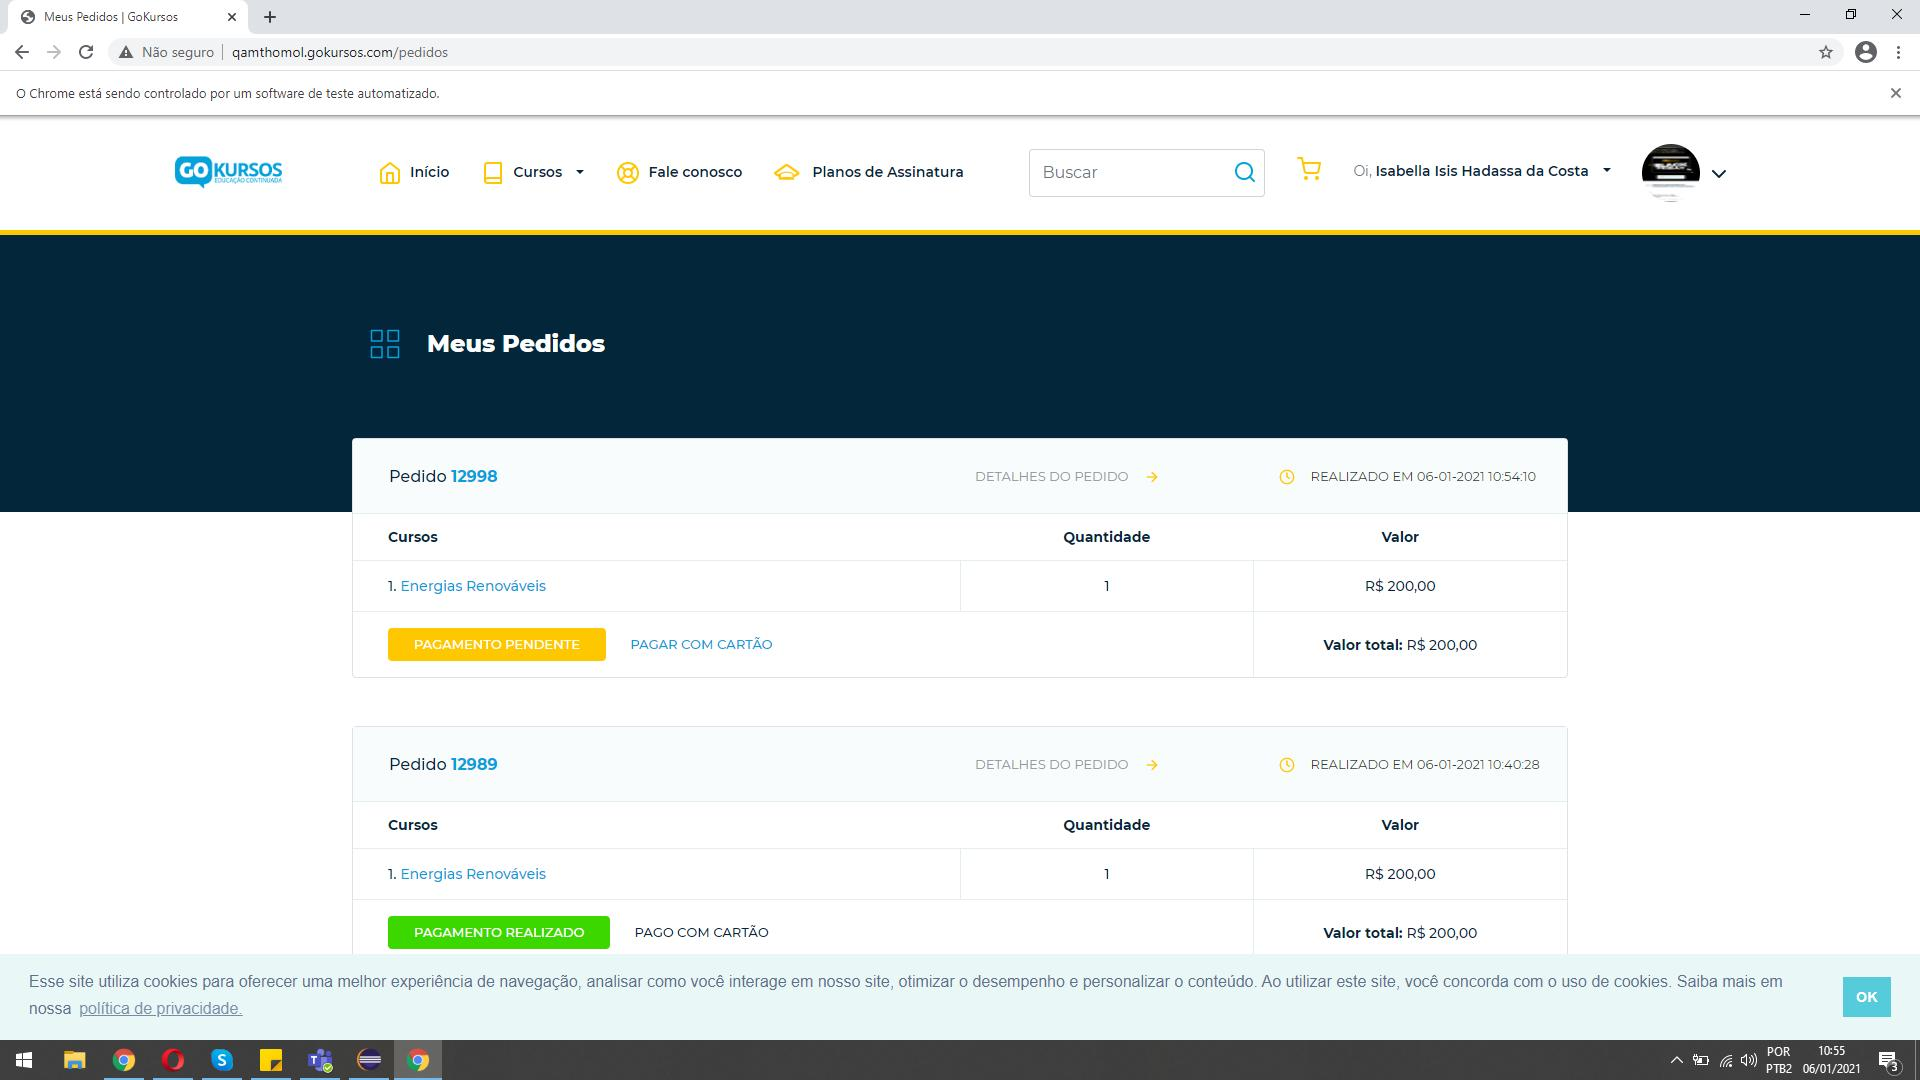 Meus Pedidos | GoKursos
Não seguro
qamthomol.gokursos.com/pedidos
O Chrome está sendo controlado por um software de teste automatizado.
GOKURSOS
EDUCAÇÃO CONTINUADA
Início
Cursos
Fale conosco
Planos de Assinatura
Buscar
Oi, Isabella Isis Hadassa da Costa
Meus Pedidos
Pedido 12998
DETALHES DO PEDIDO
REALIZADO EM 06-01-2021 10:54:10
Cursos
Quantidade
Valor
1. Energias Renováveis
1
R$ 200,00
PAGAMENTO PENDENTE
PAGAR COM CARTÃO
Valor total: R$ 200,00
Pedido 12989
DETALHES DO PEDIDO
REALIZADO EM 06-01-2021 10:40:28
Cursos
Quantidade
Valor
1. Energias Renováveis
1
R$ 200,00
PAGAMENTO REALIZADO
PAGO COM CARTÃO
Valor total: R$ 200,00
Esse site utiliza cookies para oferecer uma melhor experiência de navegação, analisar como você interage em nosso site, otimizar o desempenho e personalizar o conteúdo. Ao utilizar este site, você concorda com o uso de cookies. Saiba mais em
nossa política de privacidade.
OK
POR
PTB2
10:55
06/01/2021
3